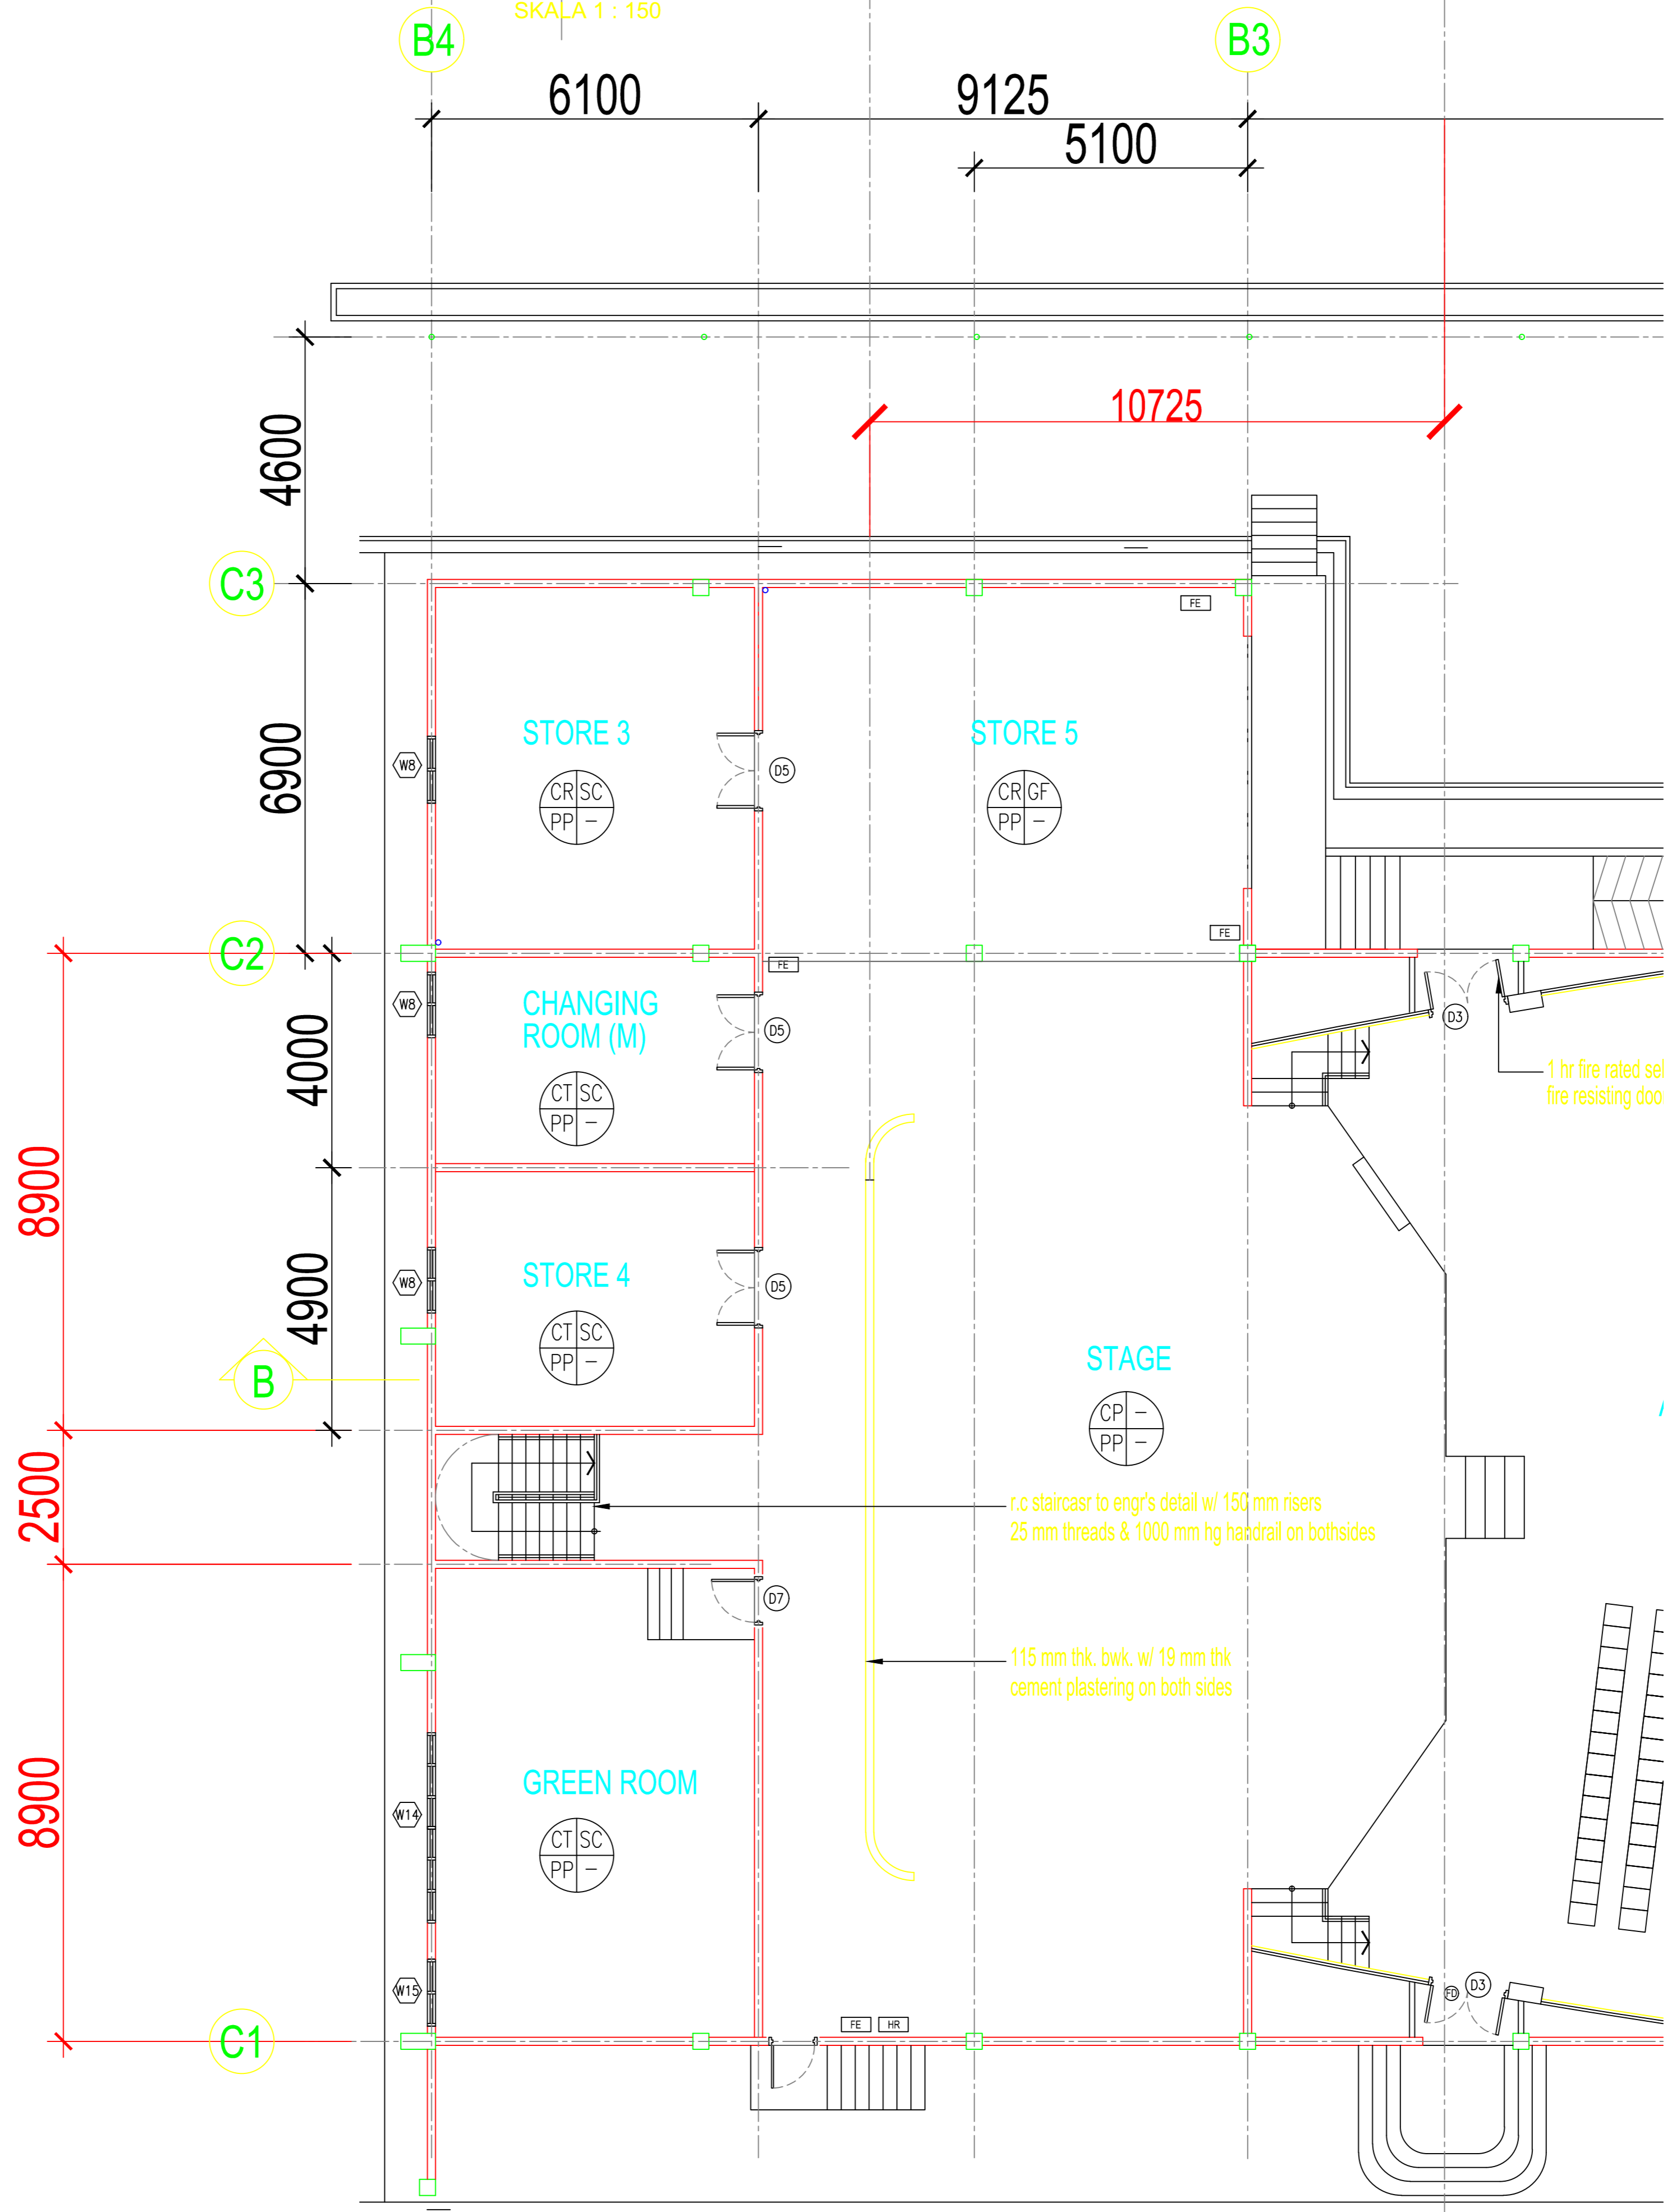 SKALA 1 : 150
B4
B3
6100
9125
5100
10725
4600
C3
FE
6900
STORE 3
STORE 5
W8
D5
CR SC
PP –
CR GF
PP –
FE
C2
FE
W8
CHANGING
ROOM (M)
D5
D3
4000
1 hr fire rated sel
fire resisting doo
CT SC
PP –
8900
STORE 4
W8
D5
4900
CT SC
PP –
STAGE
B
CP –
PP –
2500
r.c staircasr to engr's detail w/ 150 mm risers
25 mm threads & 1000 mm hg handrail on bothsides
D7
115 mm thk. bwk. w/ 19 mm thk
cement plastering on both sides
8900
GREEN ROOM
W14
CT SC
PP –
W15
FD
D3
FE
HR
C1